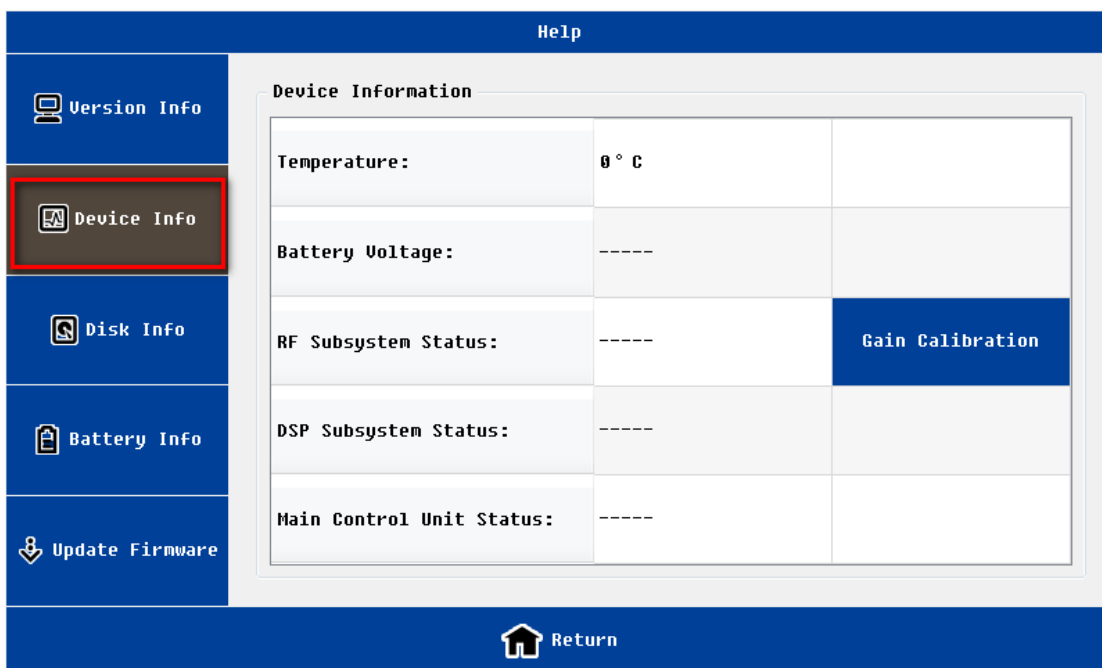 Help
Version Info
Device Info
Disk Info
Battery Info
Update Firmware
Device Information
Temperature: 0° C
Battery Voltage: -----
RF Subsystem Status: ----- Gain Calibration
DSP Subsystem Status: -----
Main Control Unit Status: -----
Return